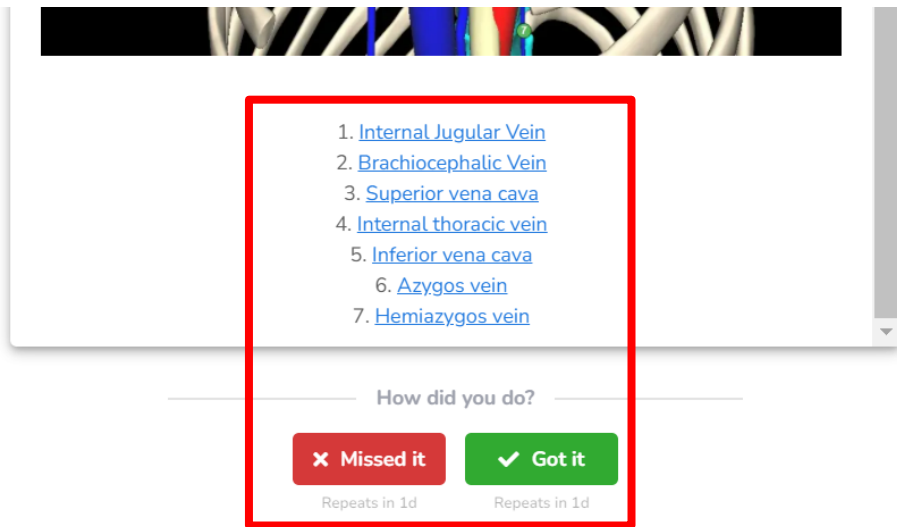 1. Internal Jugular Vein
2. Brachiocephalic Vein
3. Superior vena cava
4. Internal thoracic vein
5. Inferior vena cava
6. Azygos vein
7. Hemiazygos vein
How did you do?
Missed it Got it
Repeats in 1d Repeats in 1d